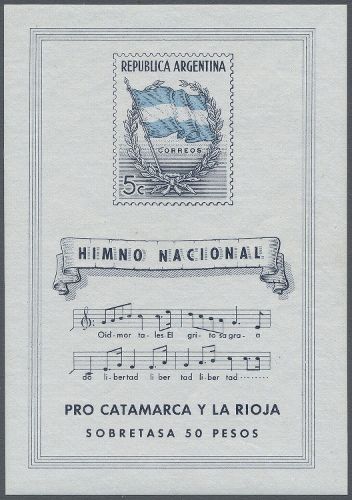 REPUBLICA ARGENTINA
CORREOS
5c
HIMNO NACIONAL
Oid-mor ta-les El gri-to sa gra-a
do li-bertad li ber tad li ber tad
PRO CATAMARCA Y LA RIOJA
SOBRETASA 50 PESOS